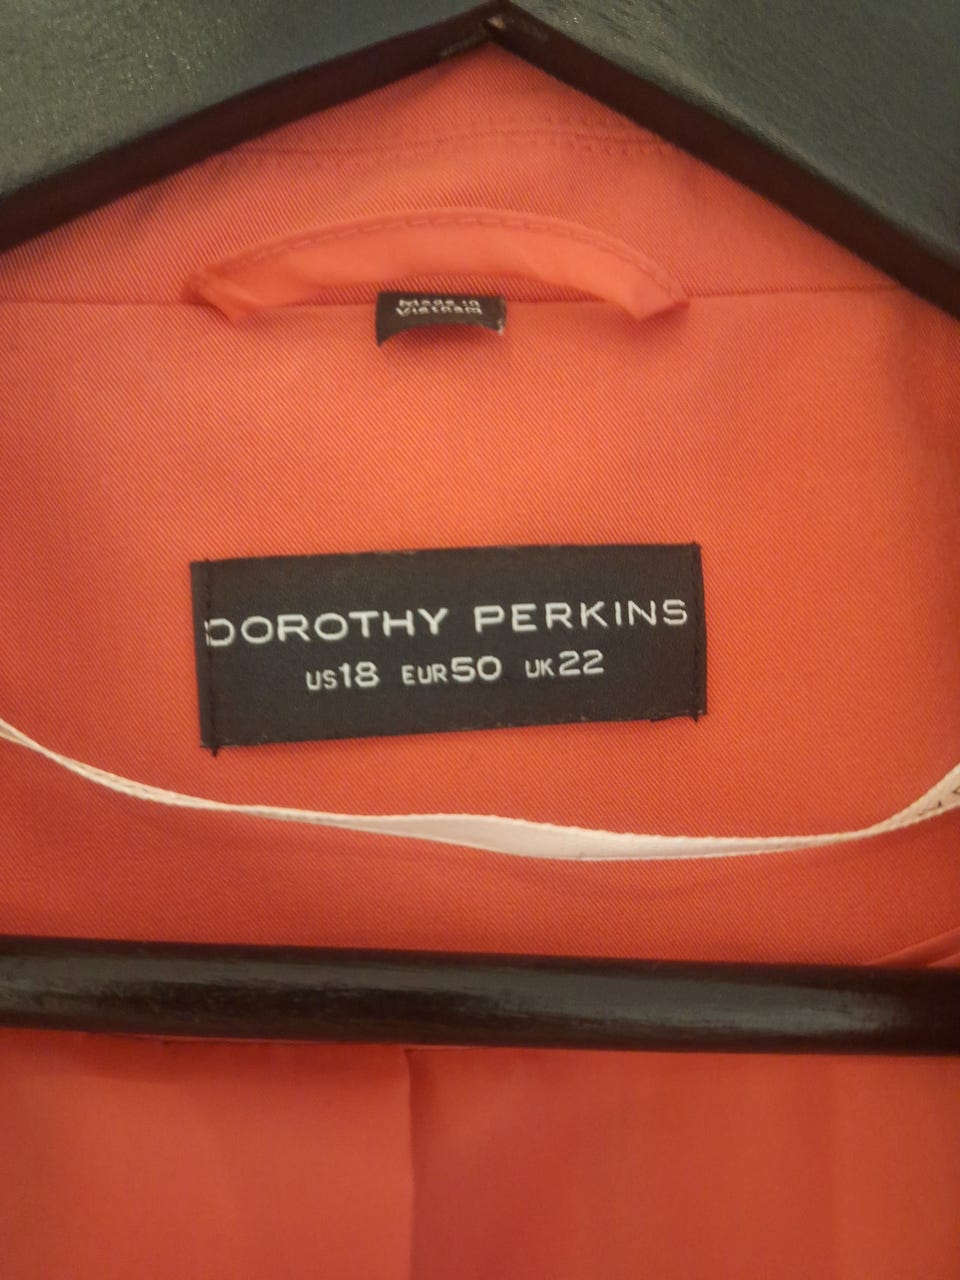 Made in
Vietnam
DOROTHY PERKINS
US18 EUR50 UK22